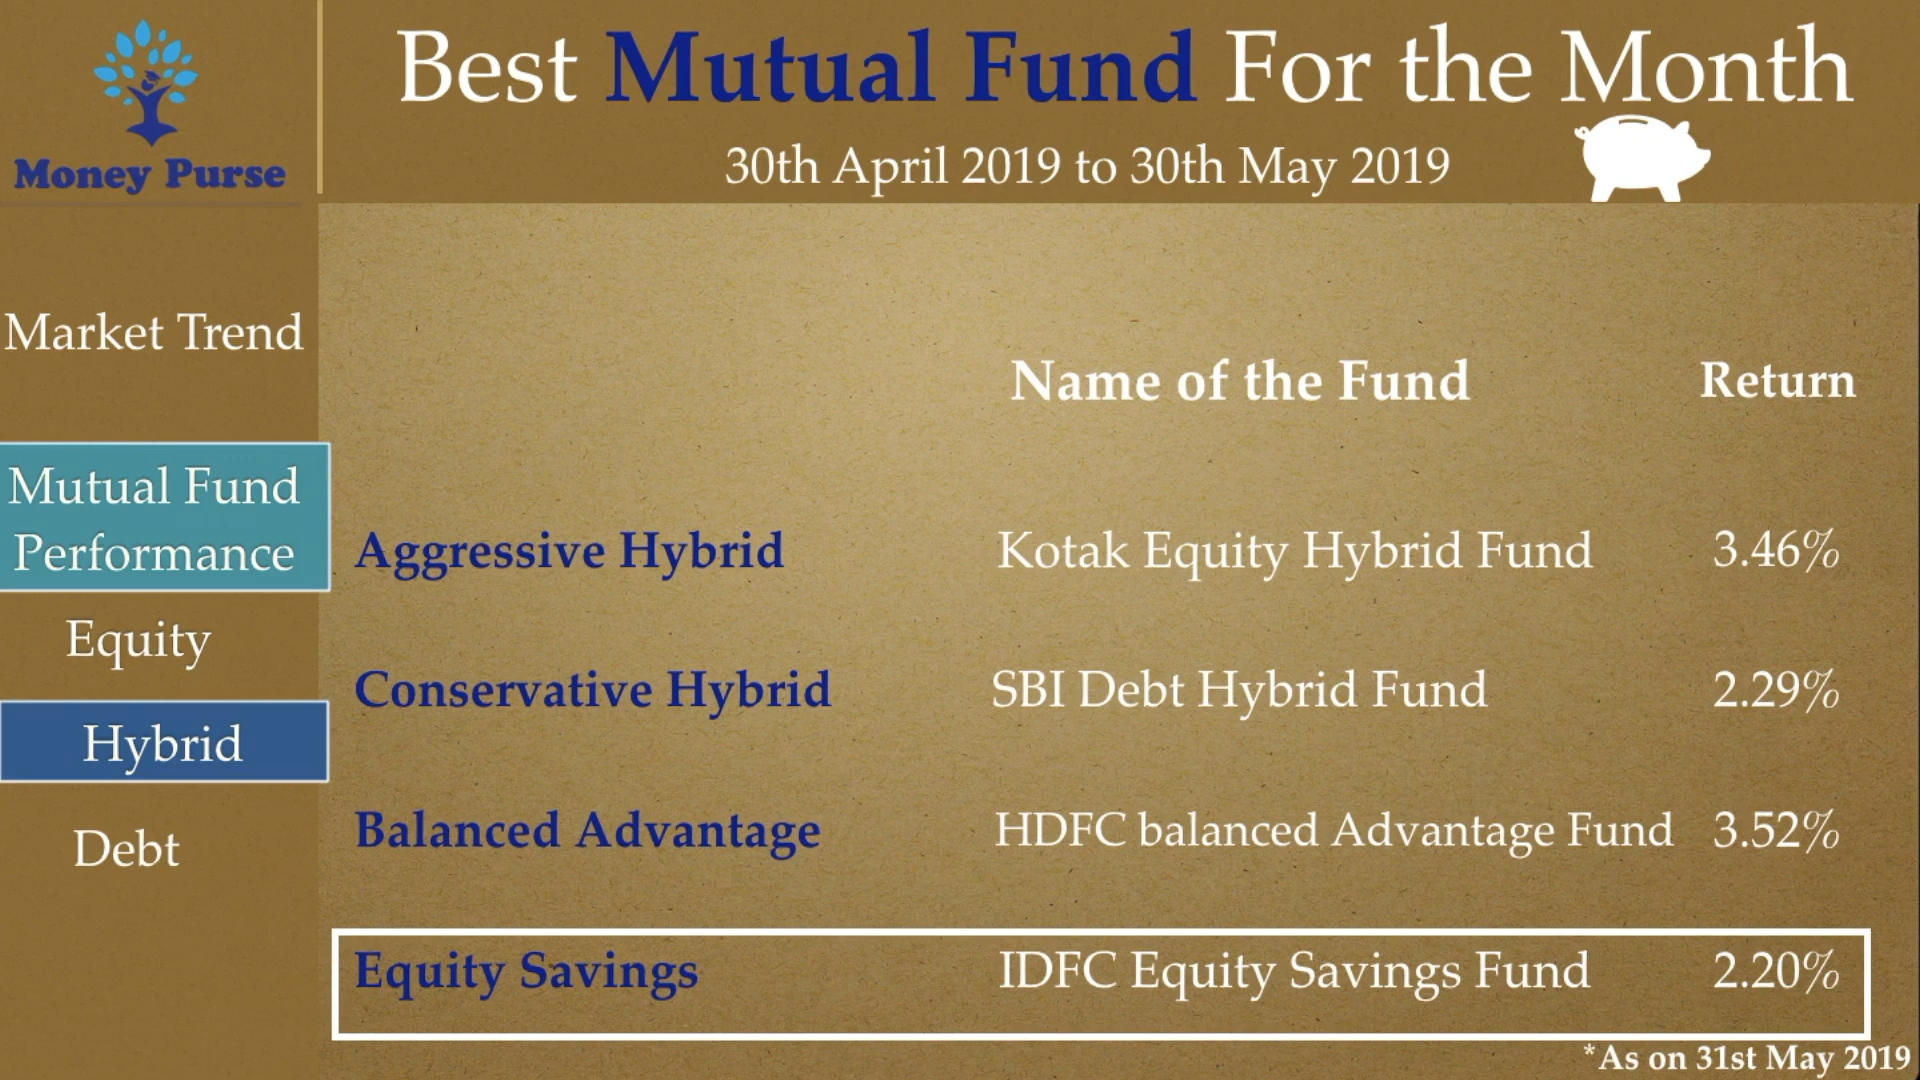 Money Purse
Best Mutual Fund For the Month
30th April 2019 to 30th May 2019
Market Trend
Mutual Fund
Performance
Equity
Hybrid
Debt
Name of the Fund Return
Aggressive Hybrid Kotak Equity Hybrid Fund 3.46%
Conservative Hybrid SBI Debt Hybrid Fund 2.29%
Balanced Advantage HDFC balanced Advantage Fund 3.52%
Equity Savings IDFC Equity Savings Fund 2.20%
*As on 31st May 2019